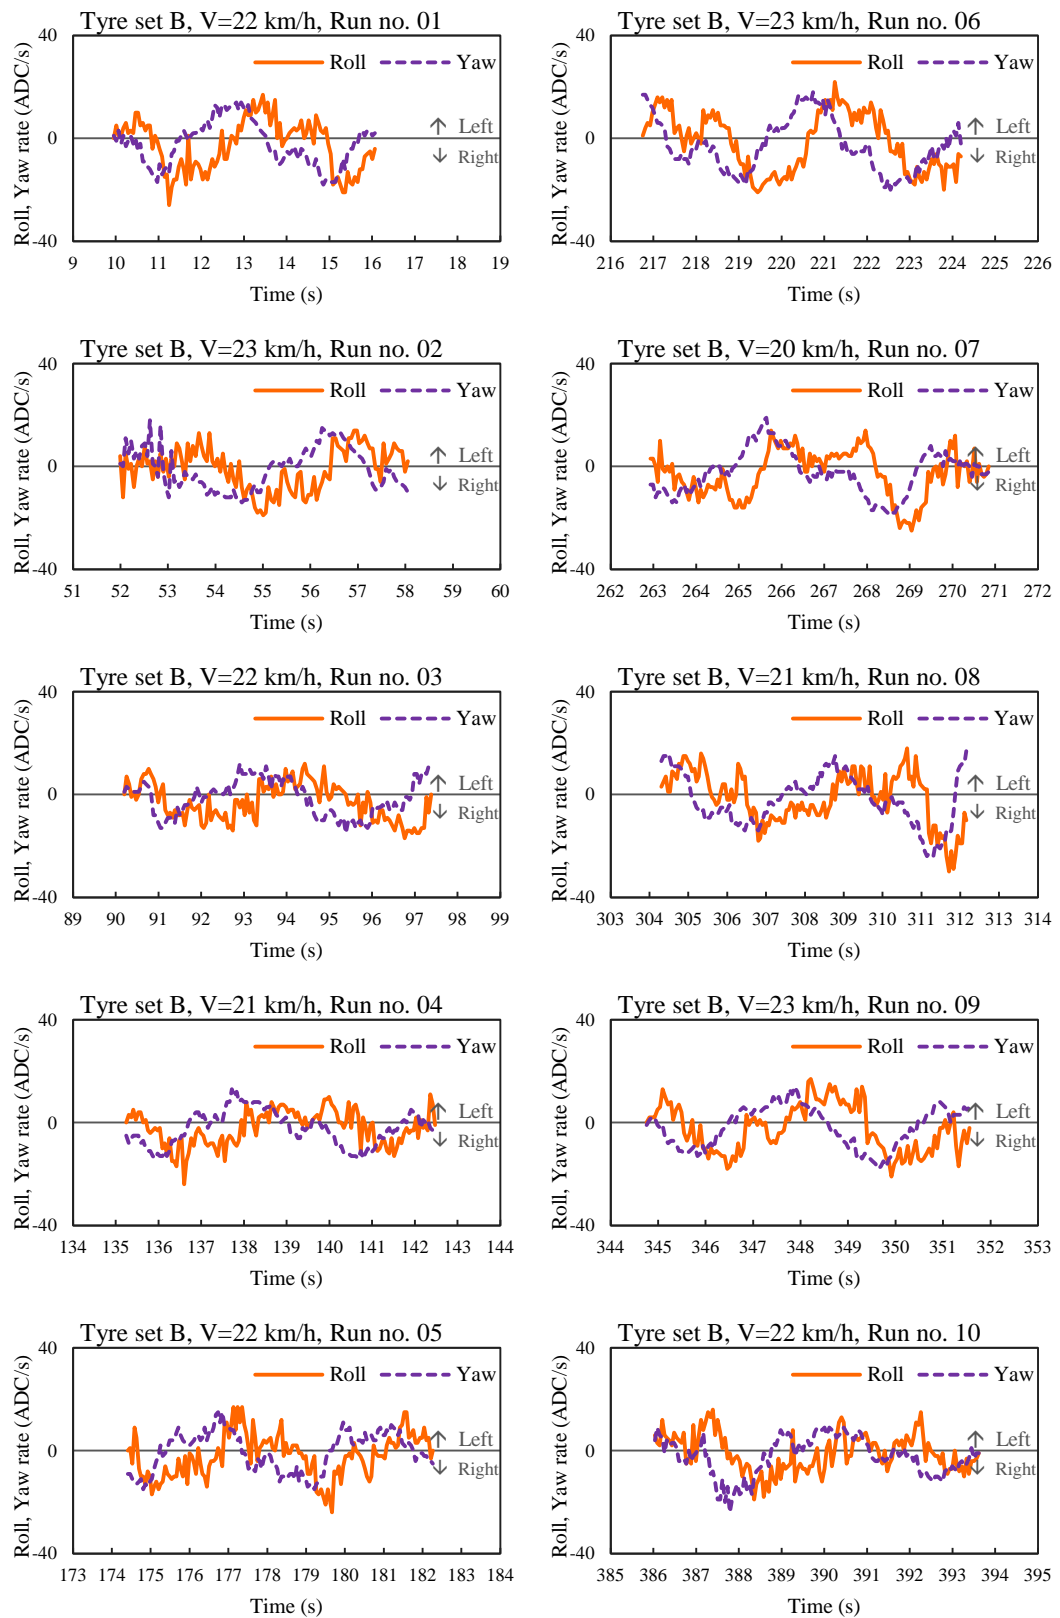 Tyre set B, V=22 km/h, Run no. 01
Roll, Yaw rate (ADC/s)
40
0
-40
Roll Yaw
↑ Left
↓ Right
9 10 11 12 13 14 15 16 17 18 19
Time (s)
Tyre set B, V=23 km/h, Run no. 06
Roll, Yaw rate (ADC/s)
40
0
-40
Roll Yaw
↑ Left
↓ Right
216 217 218 219 220 221 222 223 224 225 226
Time (s)
Tyre set B, V=23 km/h, Run no. 02
Roll, Yaw rate (ADC/s)
40
0
-40
Roll Yaw
↑ Left
↓ Right
51 52 53 54 55 56 57 58 59 60
Time (s)
Tyre set B, V=20 km/h, Run no. 07
Roll, Yaw rate (ADC/s)
40
0
-40
Roll Yaw
↑ Left
↓ Right
262 263 264 265 266 267 268 269 270 271 272
Time (s)
Tyre set B, V=22 km/h, Run no. 03
Roll, Yaw rate (ADC/s)
40
0
-40
Roll Yaw
↑ Left
↓ Right
89 90 91 92 93 94 95 96 97 98 99
Time (s)
Tyre set B, V=21 km/h, Run no. 08
Roll, Yaw rate (ADC/s)
40
0
-40
Roll Yaw
↑ Left
↓ Right
303 304 305 306 307 308 309 310 311 312 313 314
Time (s)
Tyre set B, V=21 km/h, Run no. 04
Roll, Yaw rate (ADC/s)
40
0
-40
Roll Yaw
↑ Left
↓ Right
134 135 136 137 138 139 140 141 142 143 144
Time (s)
Tyre set B, V=23 km/h, Run no. 09
Roll, Yaw rate (ADC/s)
40
0
-40
Roll Yaw
↑ Left
↓ Right
344 345 346 347 348 349 350 351 352 353
Time (s)
Tyre set B, V=22 km/h, Run no. 05
Roll, Yaw rate (ADC/s)
40
0
-40
Roll Yaw
↑ Left
↓ Right
173 174 175 176 177 178 179 180 181 182 183 184
Time (s)
Tyre set B, V=22 km/h, Run no. 10
Roll, Yaw rate (ADC/s)
40
0
-40
Roll Yaw
↑ Left
↓ Right
385 386 387 388 389 390 391 392 393 394 395
Time (s)